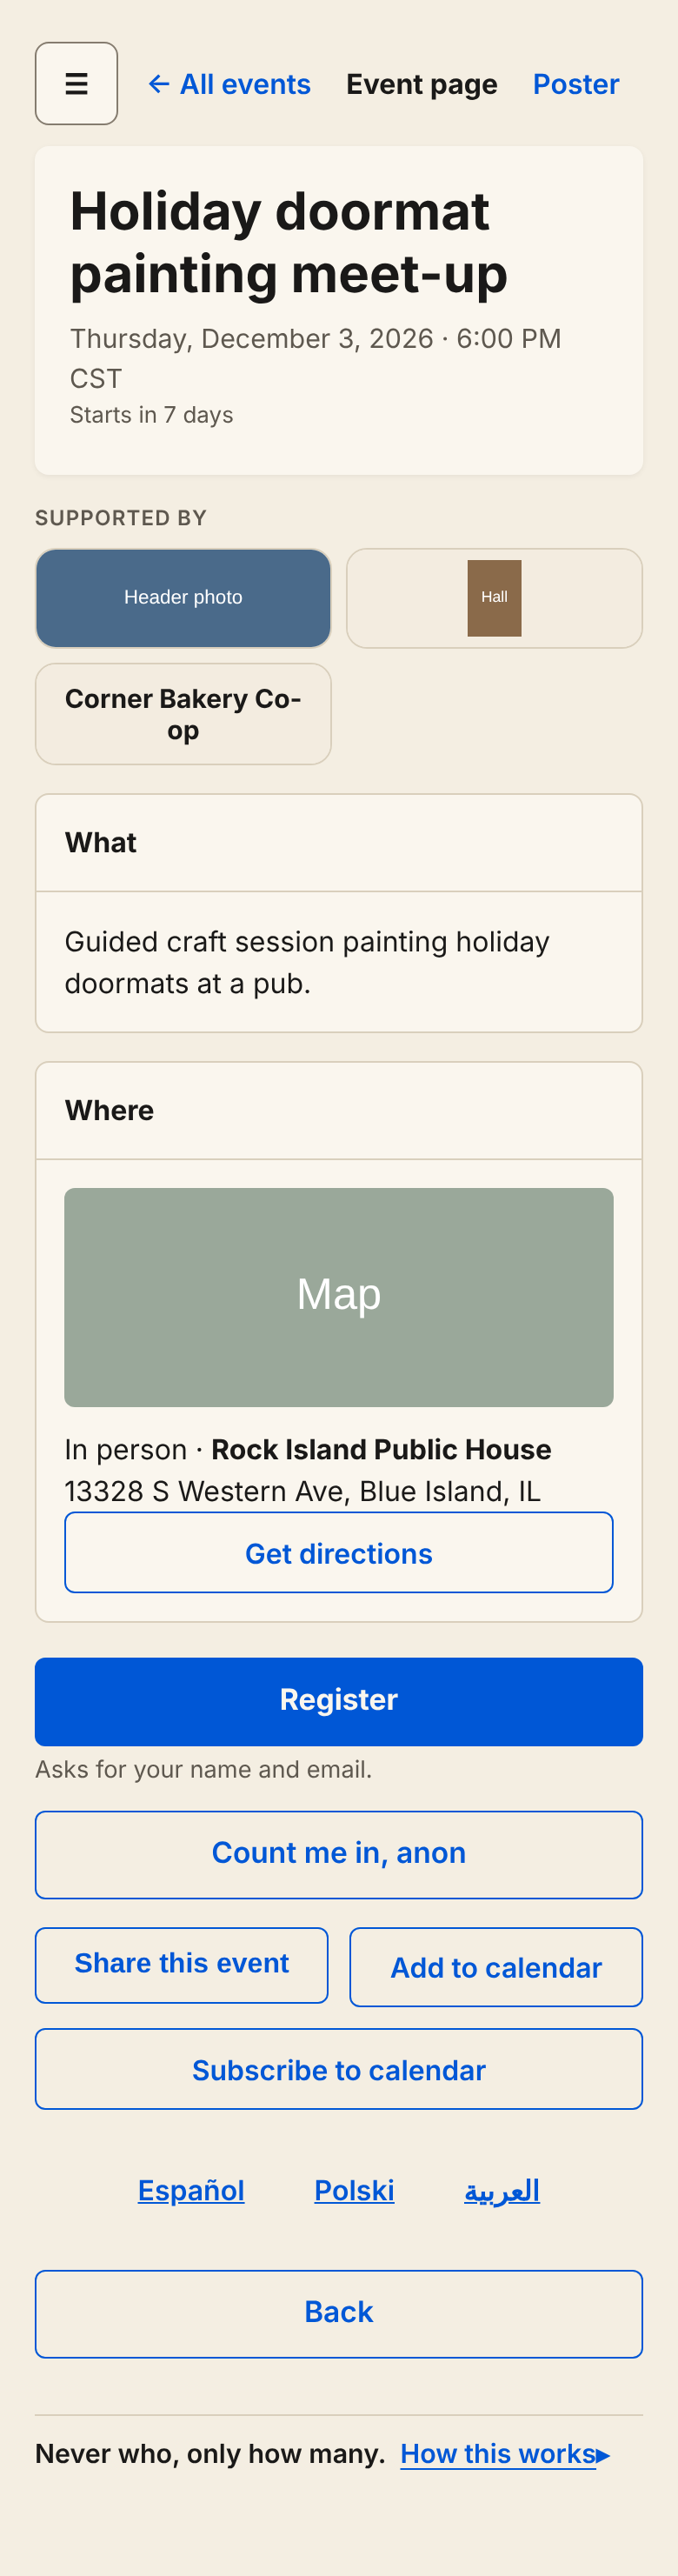 ☰
← All events Event page Poster
Holiday doormat
painting meet-up
Thursday, December 3, 2026 · 6:00 PM
CST
Starts in 7 days
SUPPORTED BY
Header photo
Hall
Corner Bakery Co-
op
What
Guided craft session painting holiday
doormats at a pub.
Where
Map
In person · Rock Island Public House
13328 S Western Ave, Blue Island, IL
Get directions
Register
Asks for your name and email.
Count me in, anon
Share this event
Add to calendar
Subscribe to calendar
Español Polski العربية
Back
Never who, only how many. How this works▸